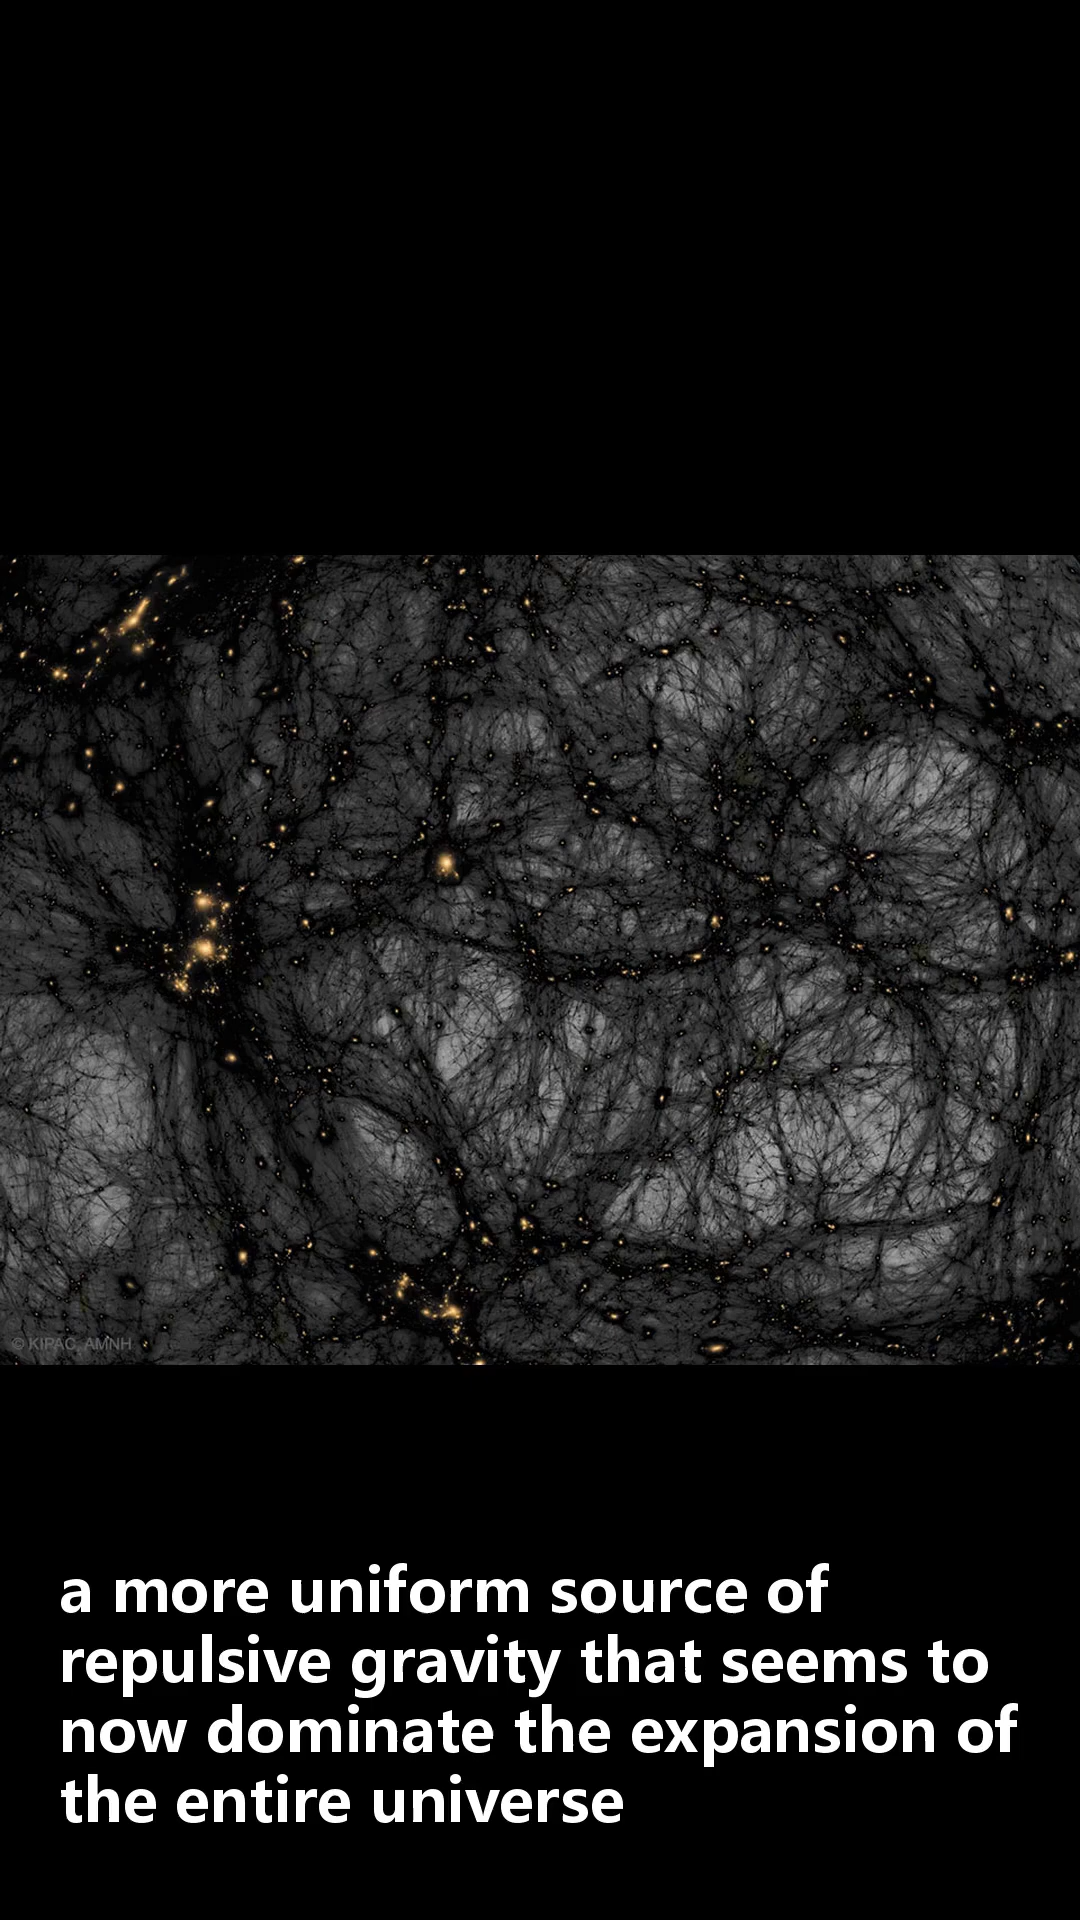 © KIPAC, AMNH
a more uniform source of
repulsive gravity that seems to
now dominate the expansion of
the entire universe